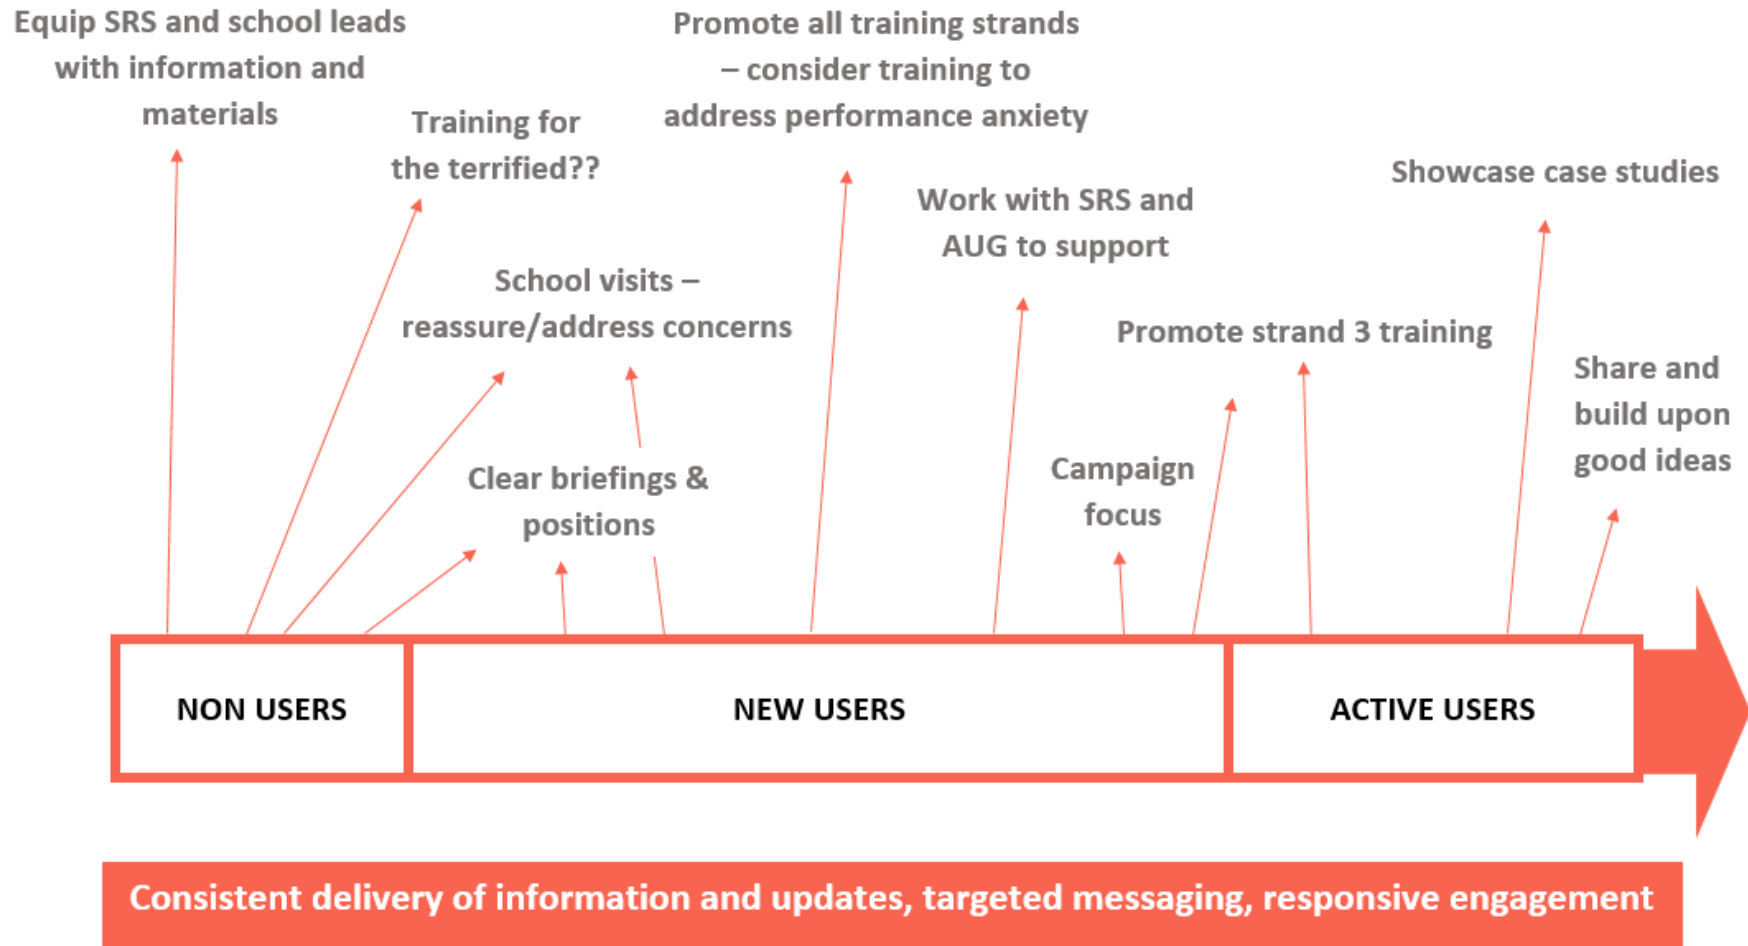 Equip SRS and school leads
with information and
materials
Training for
the terrified??
Promote all training strands
– consider training to
address performance anxiety
School visits –
reassure/address concerns
Work with SRS and
AUG to support
Showcase case studies
Promote strand 3 training
Share and
build upon
good ideas
Clear briefings &
positions
Campaign
focus
NON USERS
NEW USERS
ACTIVE USERS
Consistent delivery of information and updates, targeted messaging, responsive engagement